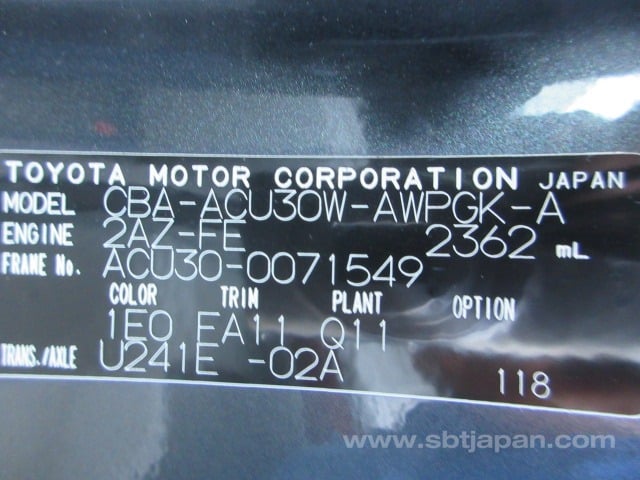 TOYOTA MOTOR CORPORATION JAPAN
MODEL CBA-ACU30W-AWPGK-A
ENGINE 2AZ-FE 2362 mL
FRAME No. ACU30-0071549
COLOR TRIM PLANT OPTION
1E0 EA11 Q11
TRANS./AXLE U241E -02A 118
www.sbtjapan.com